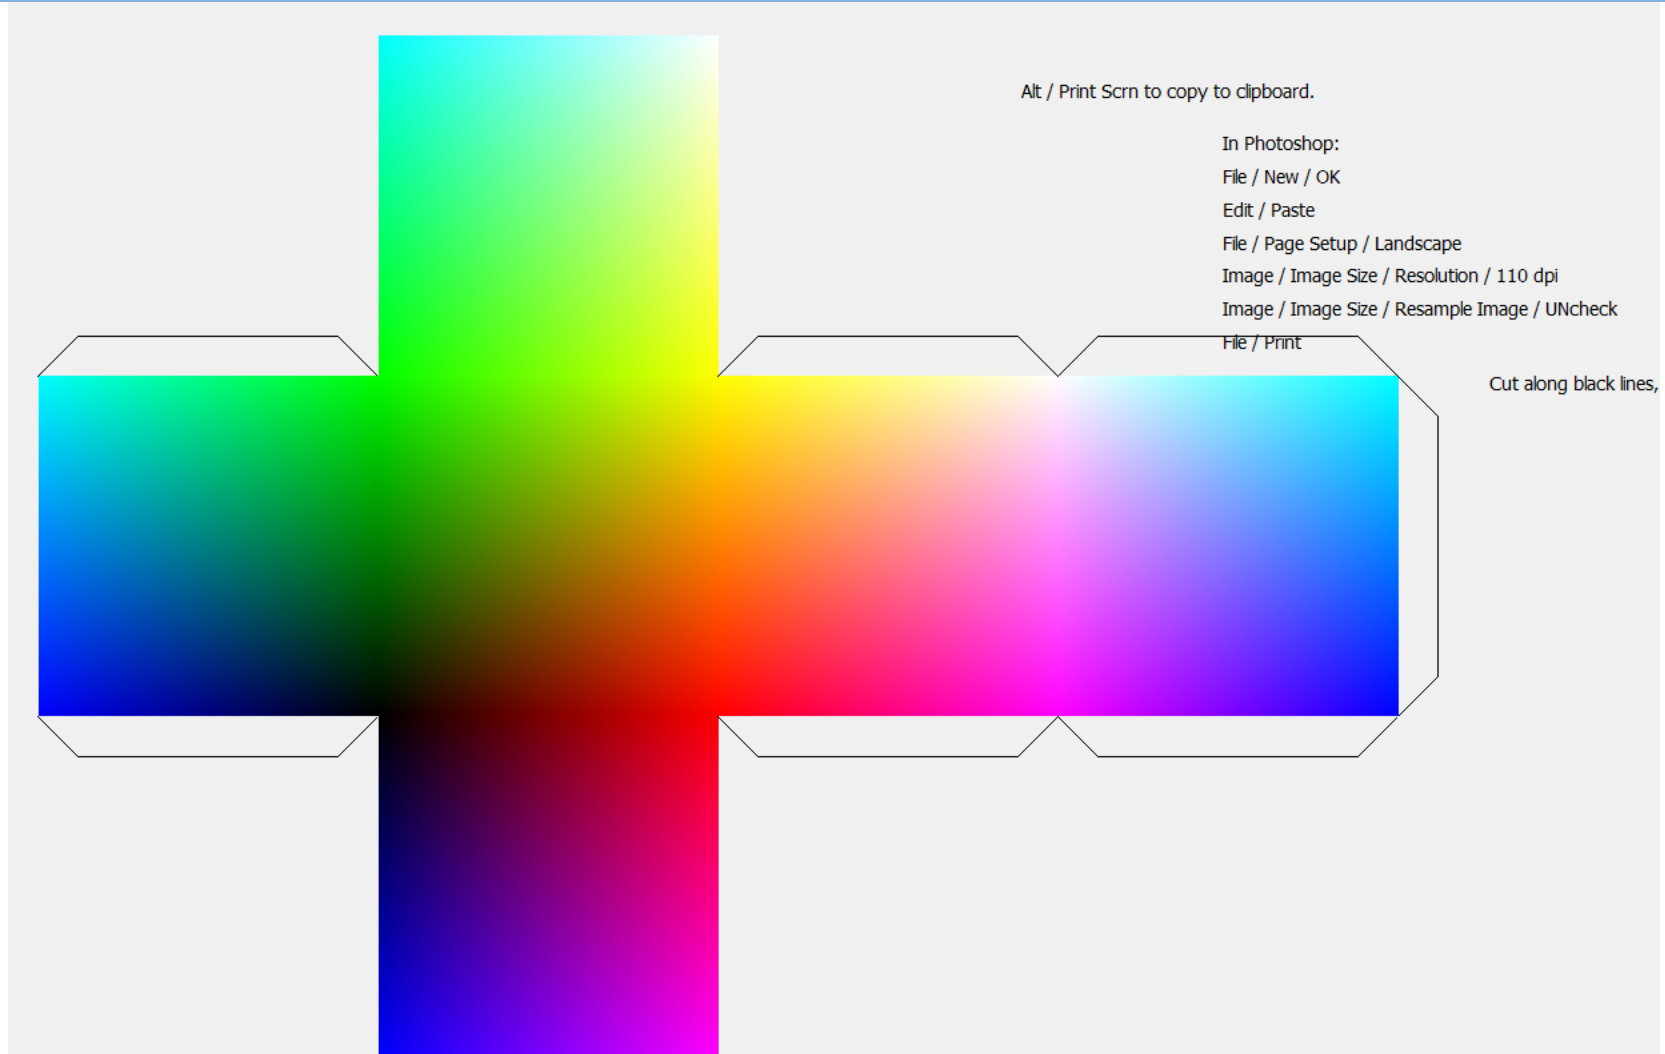 Alt / Print Scrn to copy to clipboard.
In Photoshop:
File / New / OK
Edit / Paste
File / Page Setup / Landscape
Image / Image Size / Resolution / 110 dpi
Image / Image Size / Resample Image / UNcheck
File / Print
Cut along black lines,